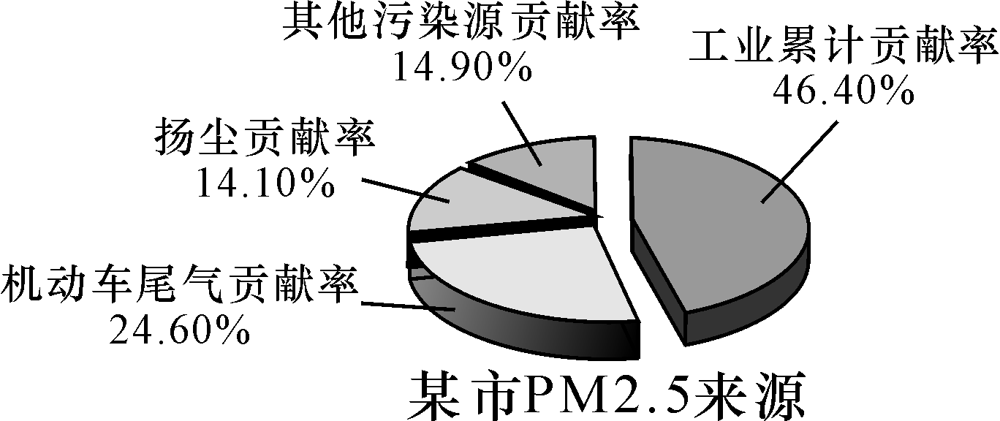 其他污染源贡献率
14.90%
工业累计贡献率
46.40%
扬尘贡献率
14.10%
机动车尾气贡献率
24.60%
某市PM2.5来源